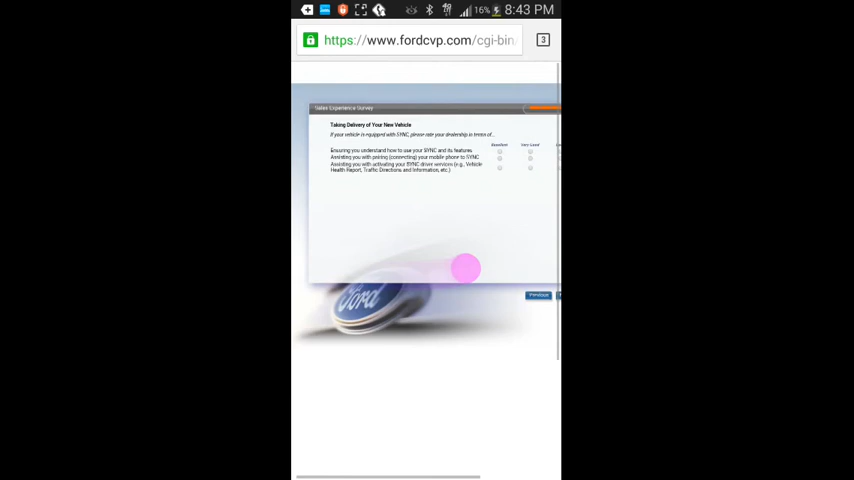 16% 8:43 PM
https://www.fordcvp.com/cgi-bin/
3
Sales Experience Survey
Taking Delivery of Your New Vehicle
If your vehicle is equipped with SYNC, please rate your dealership in terms of...
Excellent Very Good
Ensuring you understand how to use your SYNC and its features
Assisting you with pairing (connecting) your mobile phone to SYNC
Assisting you with activating your SYNC driver services (e.g., Vehicle
Health Report, Traffic Directions and Information, etc.)
Previous
Ford